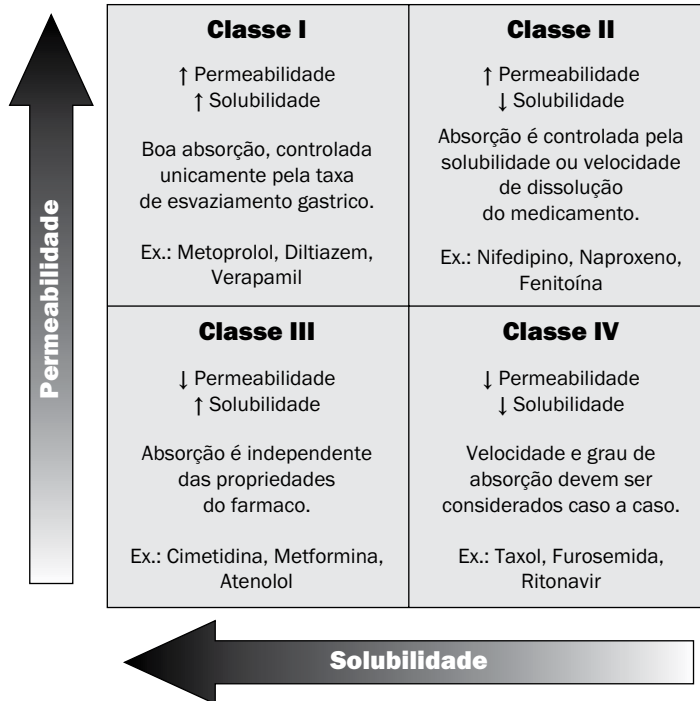 Permeabilidade
Classe I
↑ Permeabilidade
↑ Solubilidade
Boa absorção, controlada
unicamente pela taxa
de esvaziamento gastrico.
Ex.: Metoprolol, Diltiazem,
Verapamil
Classe II
↑ Permeabilidade
↓ Solubilidade
Absorção é controlada pela
solubilidade ou velocidade
de dissolução
do medicamento.
Ex.: Nifedipino, Naproxeno,
Fenitoína
Classe III
↓ Permeabilidade
↑ Solubilidade
Absorção é independente
das propriedades
do farmaco.
Ex.: Cimetidina, Metformina,
Atenolol
Classe IV
↓ Permeabilidade
↓ Solubilidade
Velocidade e grau de
absorção devem ser
considerados caso a caso.
Ex.: Taxol, Furosemida,
Ritonavir
Solubilidade